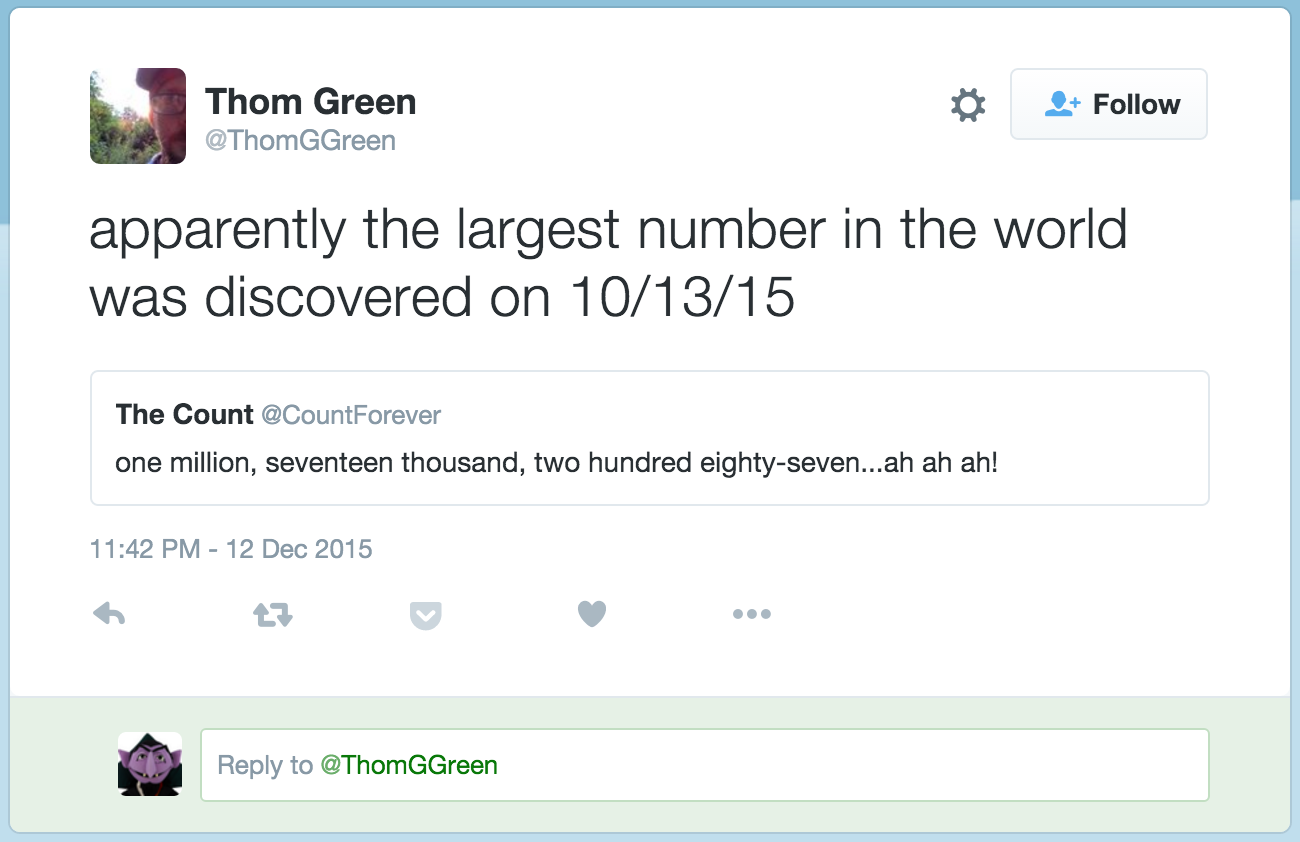 Thom Green
@ThomGGreen
Follow
apparently the largest number in the world
was discovered on 10/13/15
The Count @CountForever
one million, seventeen thousand, two hundred eighty-seven...ah ah ah!
11:42 PM - 12 Dec 2015
Reply to @ThomGGreen